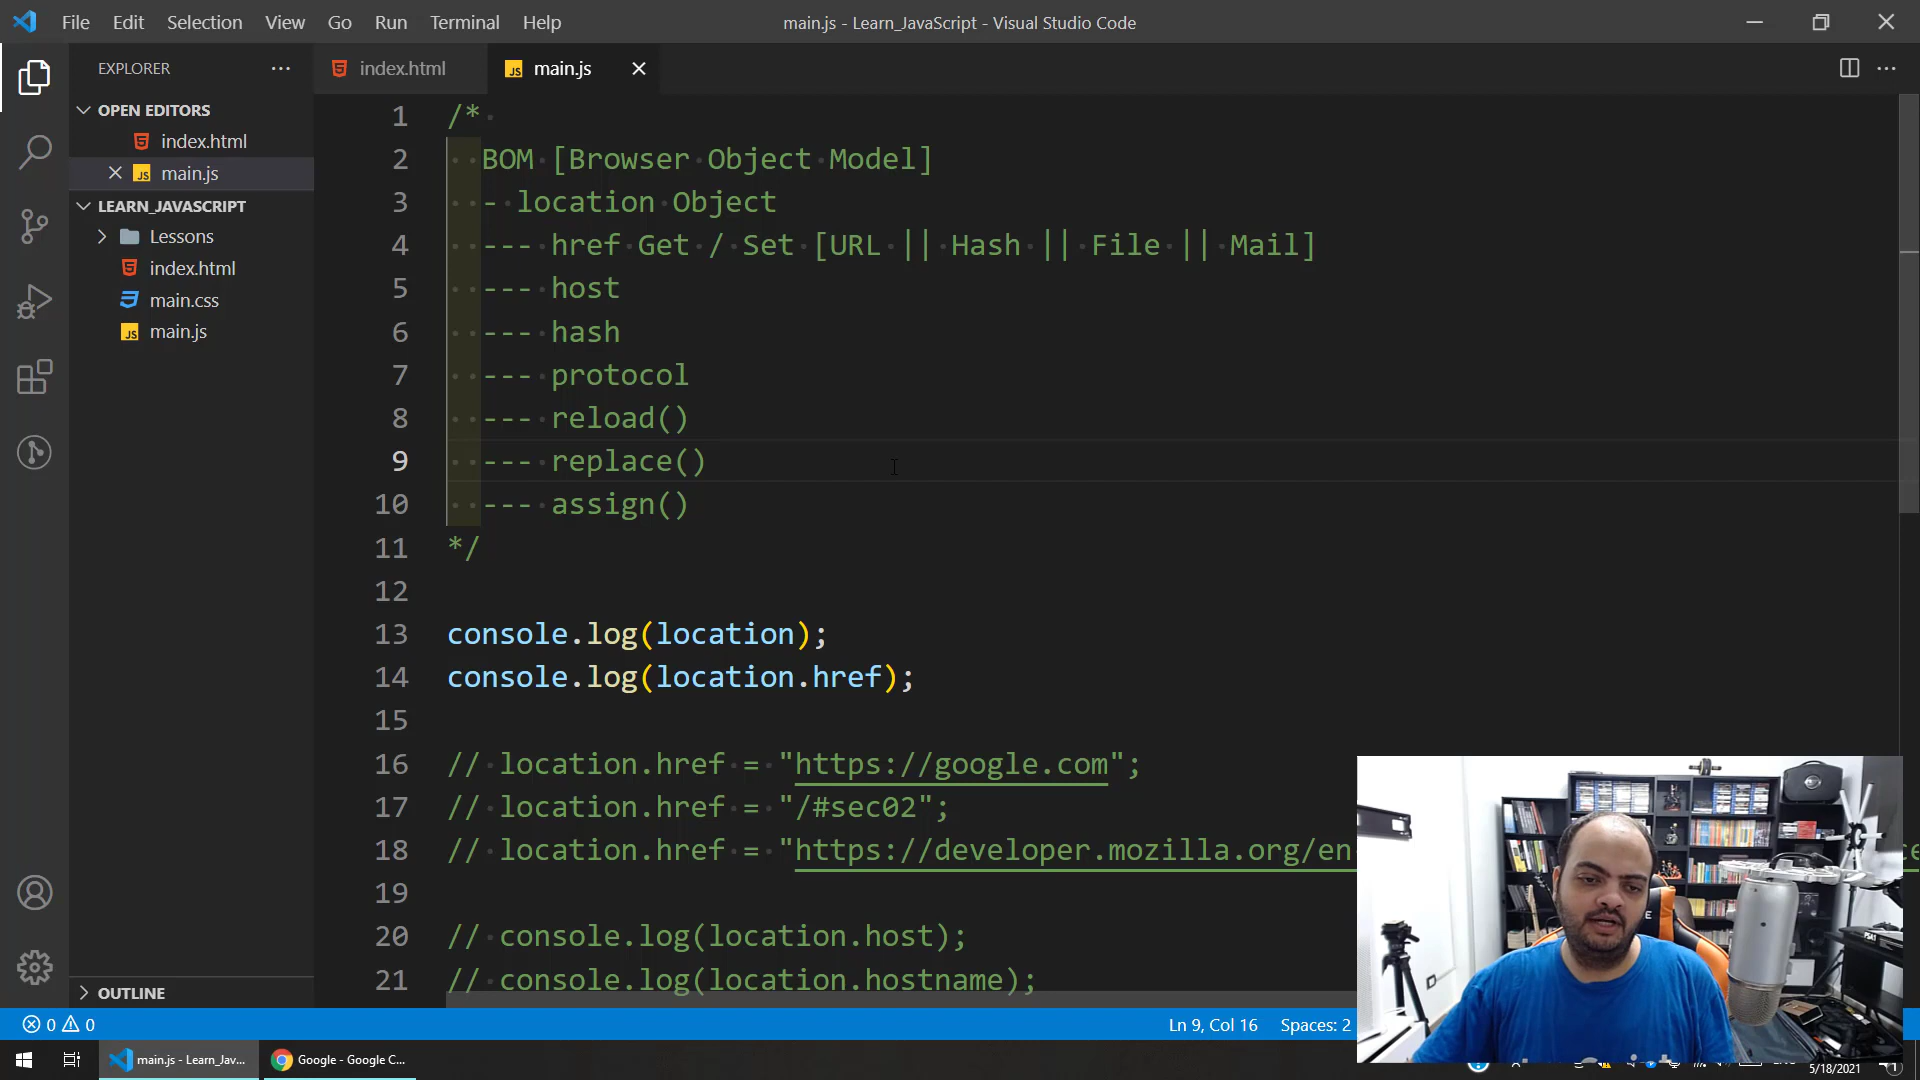 File Edit Selection View Go Run Terminal Help
main.js - Learn_JavaScript - Visual Studio Code
EXPLORER
OPEN EDITORS
index.html
main.js
LEARN_JAVASCRIPT
Lessons
index.html
main.css
main.js
OUTLINE
index.html
main.js
1 /*
2 BOM [Browser Object Model]
3 - location Object
4 --- href Get / Set [URL || Hash || File || Mail]
5 --- host
6 --- hash
7 --- protocol
8 --- reload()
9 --- replace()
10 --- assign()
11 */
12
13 console.log(location);
14 console.log(location.href);
15
16 // location.href = "https://google.com";
17 // location.href = "/#sec02";
18 // location.href = "https://developer.mozilla.org/en-
19
20 // console.log(location.host);
21 // console.log(location.hostname);
0 0
Ln 9, Col 16 Spaces: 2
main.js - Learn_Jav...
Google - Google C...
5/18/2021